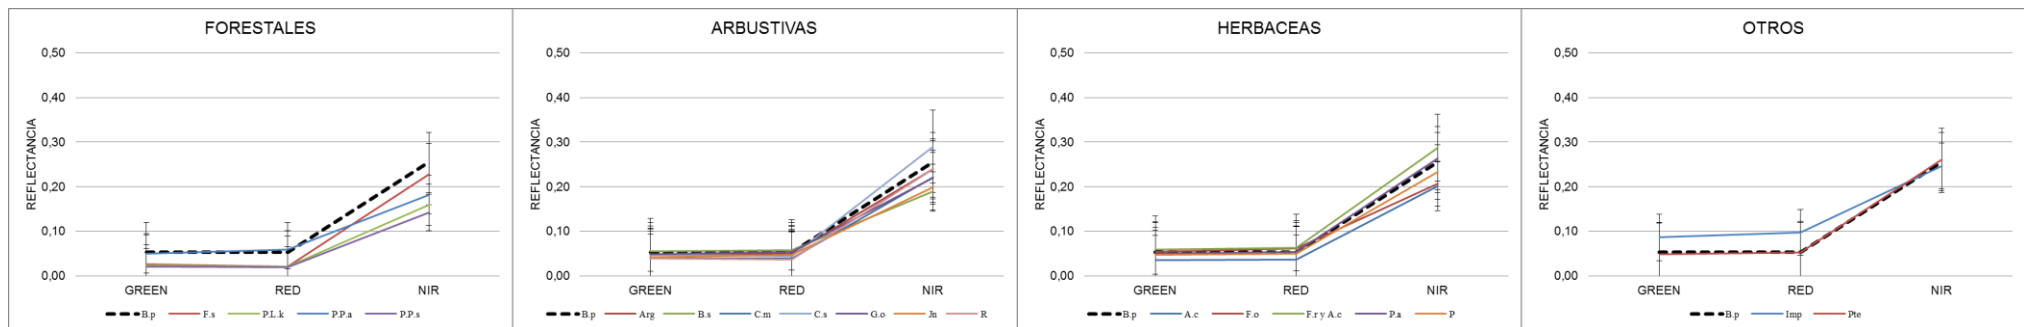 FORESTALES
REFLECTANCIA
0,50
0,40
0,30
0,20
0,10
0,00
GREEN RED NIR
B.p F.s P.L.k P.P.a P.P.s
ARBUSTIVAS
REFLECTANCIA
0,50
0,40
0,30
0,20
0,10
0,00
GREEN RED NIR
B.p Arg B.s C.m C.s G.o Jn R
HERBACEAS
REFLECTANCIA
0,50
0,40
0,30
0,20
0,10
0,00
GREEN RED NIR
B.p A.c F.o F.r y A.c P.a P
OTROS
REFLECTANCIA
0,50
0,40
0,30
0,20
0,10
0,00
GREEN RED NIR
B.p Imp Pte